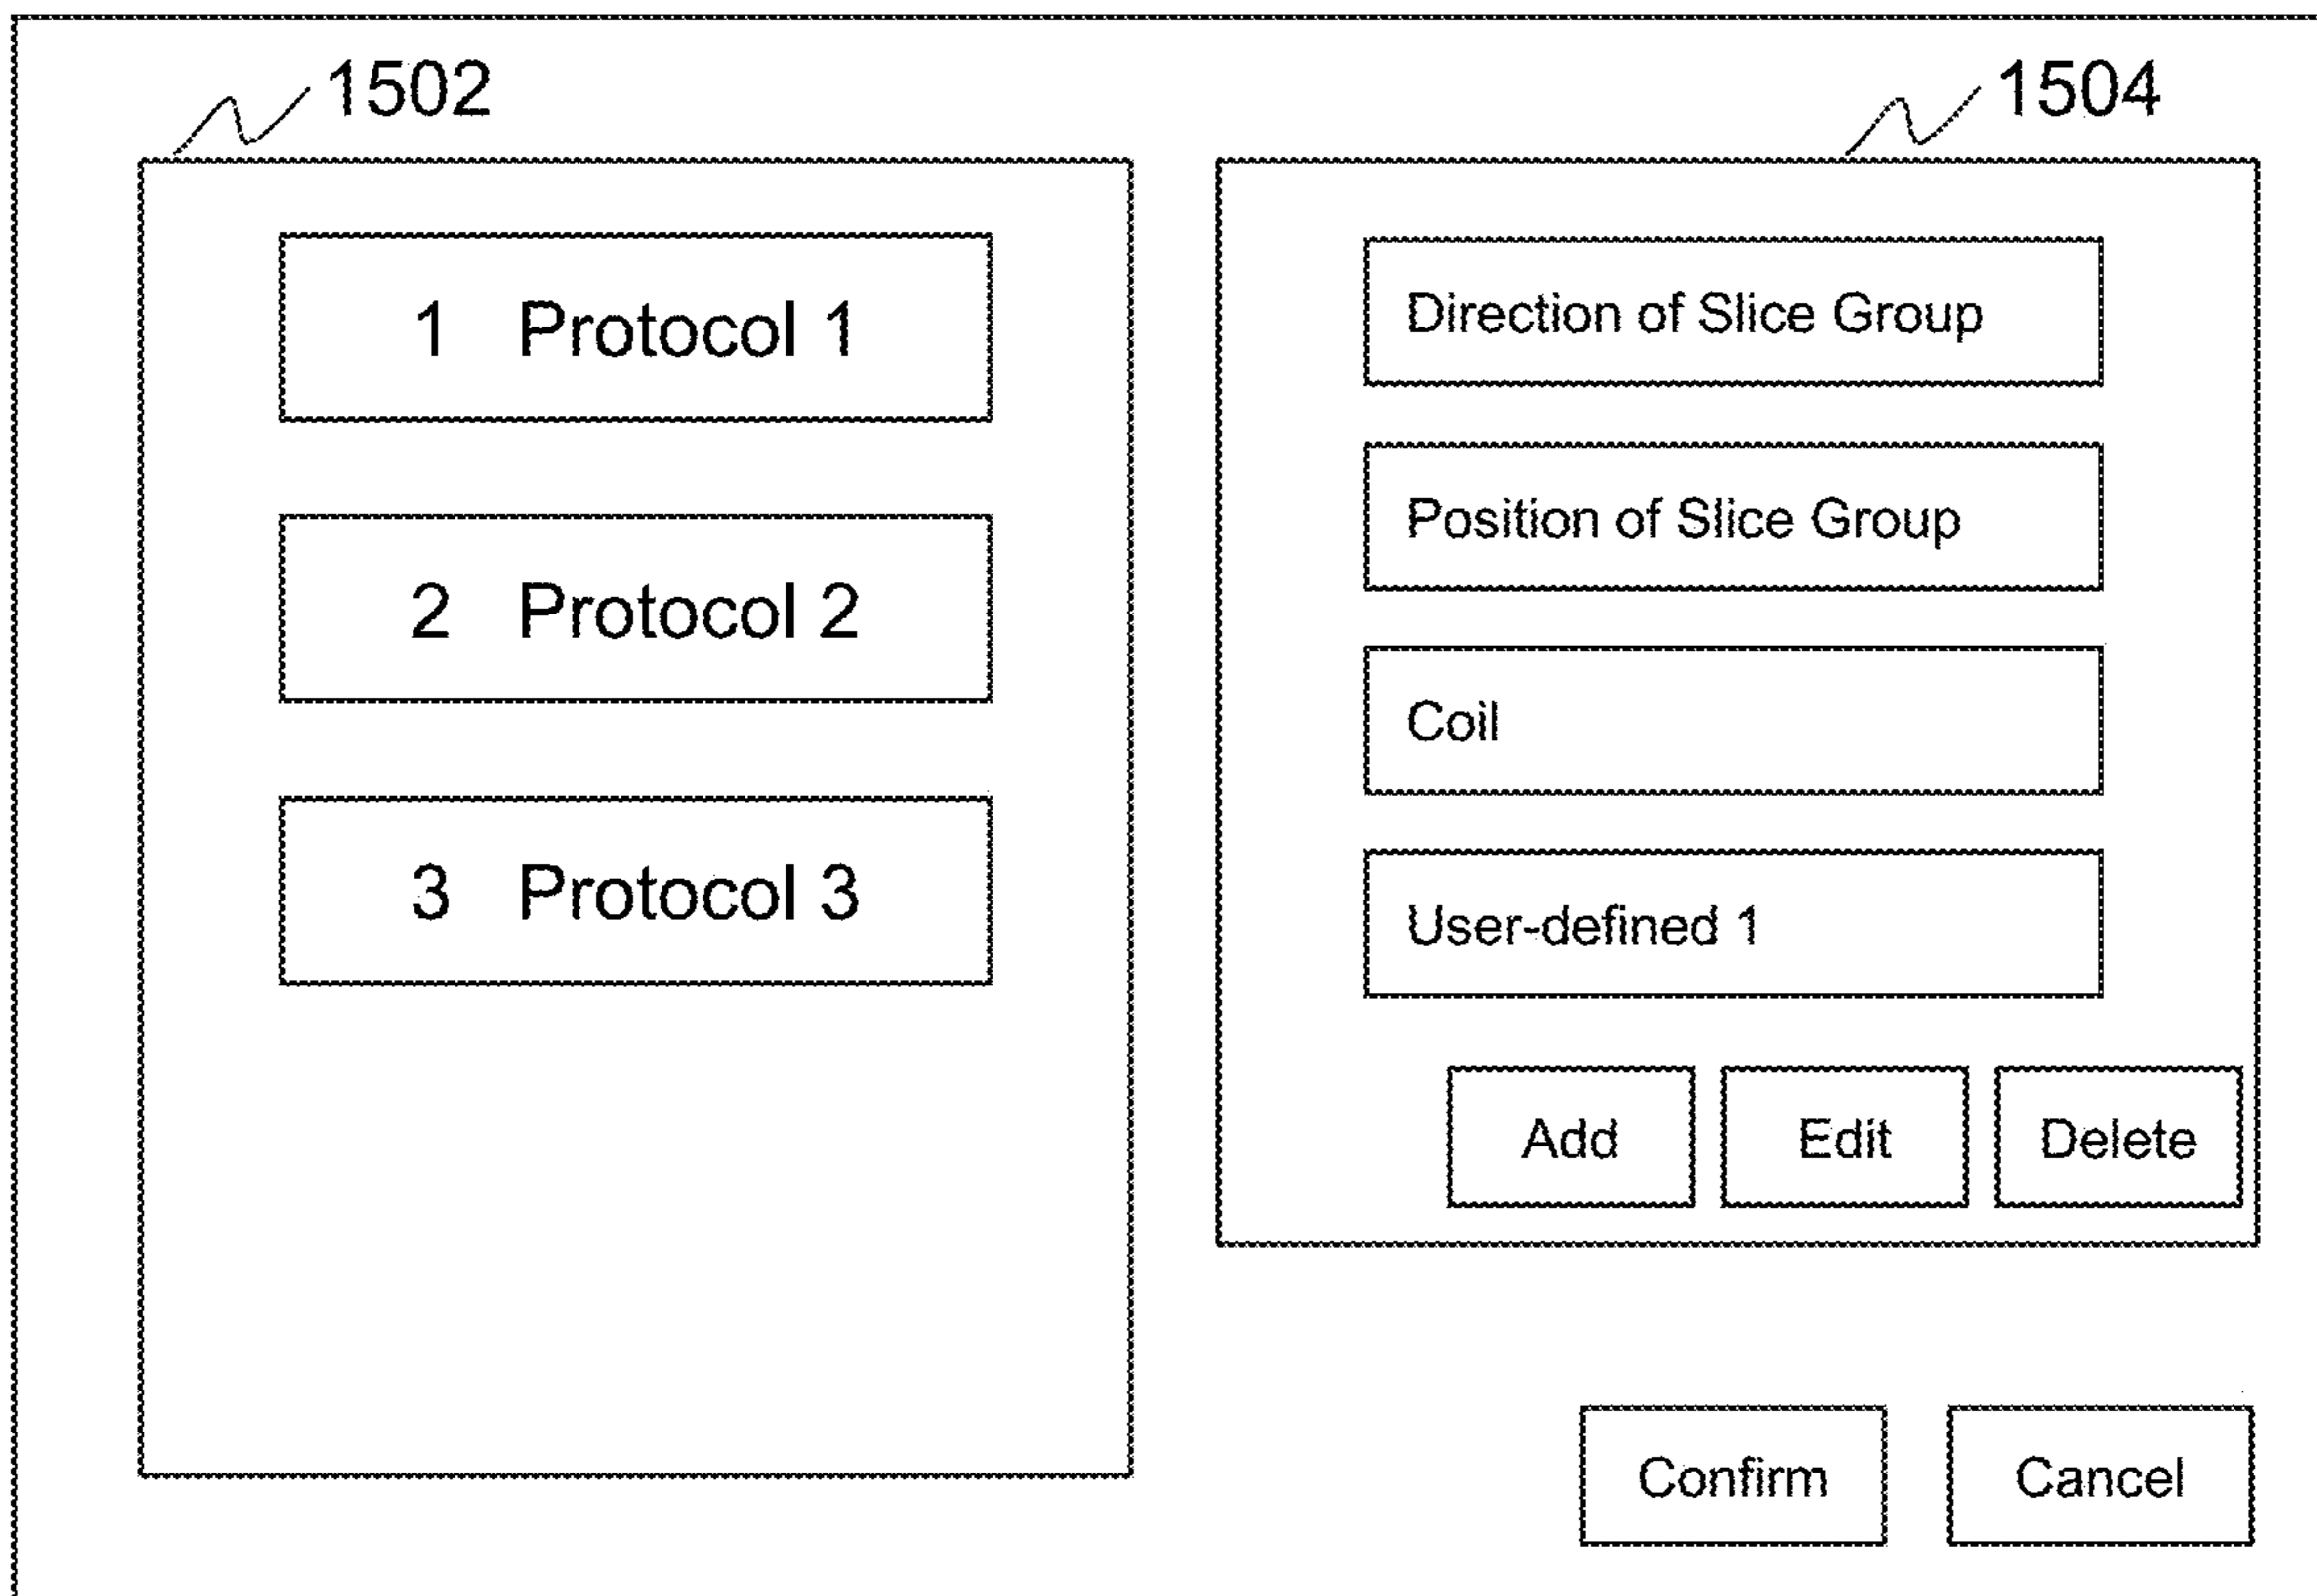 1502
1 Protocol 1
2 Protocol 2
3 Protocol 3
1504
Direction of Slice Group
Position of Slice Group
Coil
User-defined 1
Add Edit Delete
Confirm Cancel